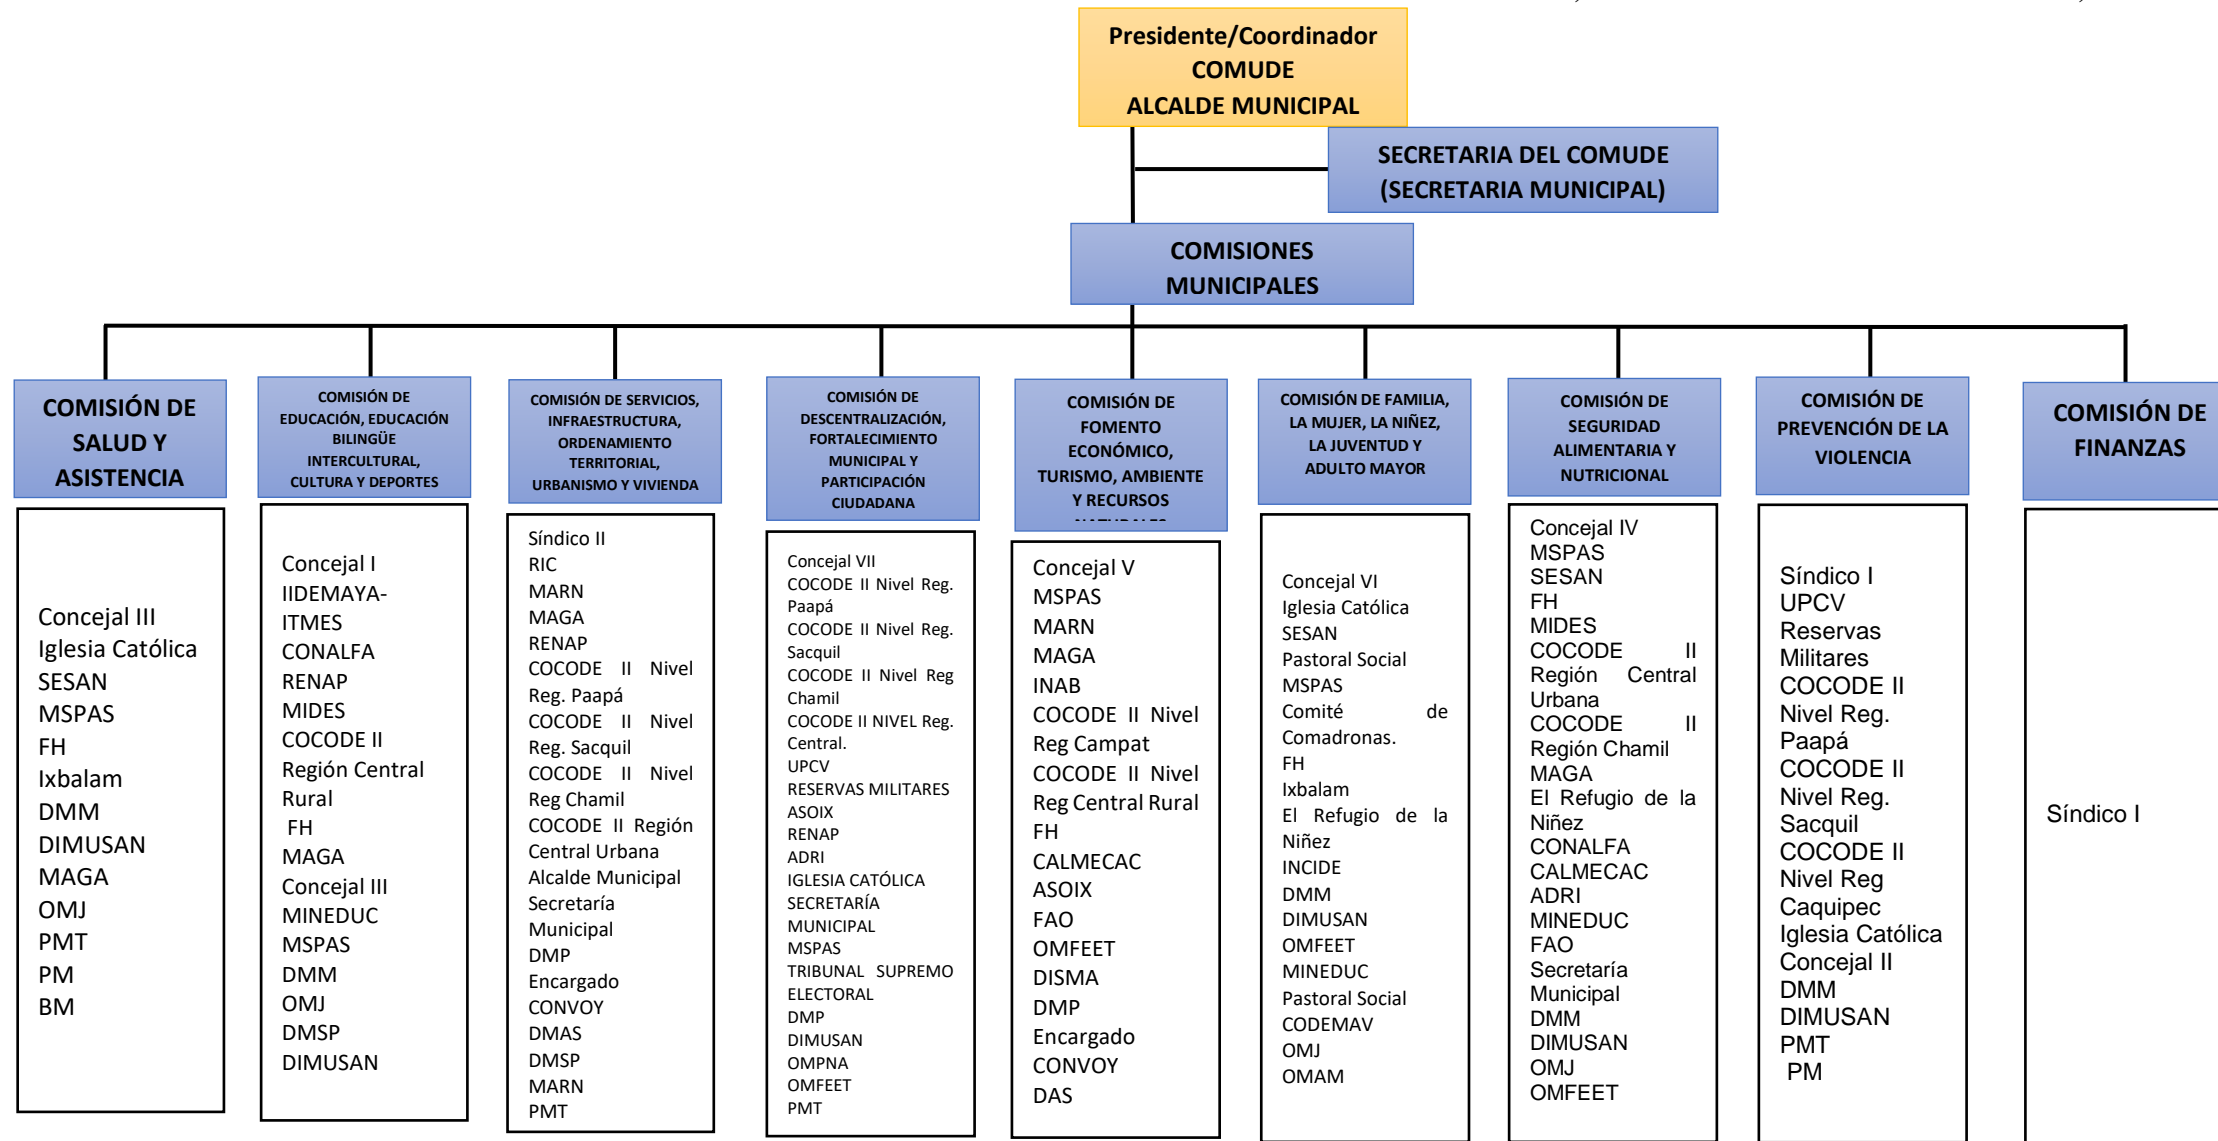 Presidente/Coordinador
COMUDE
ALCALDE MUNICIPAL
SECRETARIA DEL COMUDE
(SECRETARIA MUNICIPAL)
COMISIONES
MUNICIPALES
COMISIÓN DE
SALUD Y
ASISTENCIA
Concejal III
Iglesia Católica
SESAN
MSPAS
FH
Ixbalam
DMM
DIMUSAN
MAGA
OMJ
PMT
PM
BM
COMISIÓN DE
EDUCACIÓN, EDUCACIÓN
BILINGÜE
INTERCULTURAL,
CULTURA Y DEPORTES
Concejal I
IIDEMAYA-
ITMES
CONALFA
RENAP
MIDES
COCODE II
Región Central
Rural
FH
MAGA
Concejal III
MINEDUC
MSPAS
DMM
OMJ
DMSP
DIMUSAN
COMISIÓN DE SERVICIOS,
INFRAESTRUCTURA,
ORDENAMIENTO
TERRITORIAL,
URBANISMO Y VIVIENDA
Síndico II
RIC
MARN
MAGA
RENAP
COCODE II Nivel
Reg. Paapá
COCODE II Nivel
Reg. Sacquil
COCODE II Nivel
Reg Chamil
COCODE II Región
Central Urbana
Alcalde Municipal
Secretaría
Municipal
DMP
Encargado
CONVOY
DMAS
DMSP
MARN
PMT
COMISIÓN DE
DESCENTRALIZACIÓN,
FORTALECIMIENTO
MUNICIPAL Y
PARTICIPACIÓN
CIUDADANA
Concejal VII
COCODE II Nivel Reg.
Paapá
COCODE II Nivel Reg.
Sacquil
COCODE II Nivel Reg
Chamil
COCODE II NIVEL Reg.
Central.
UPCV
RESERVAS MILITARES
ASOIX
RENAP
ADRI
IGLESIA CATÓLICA
SECRETARÍA
MUNICIPAL
MSPAS
TRIBUNAL SUPREMO
ELECTORAL
DMP
DIMUSAN
OMPNA
OMFEET
PMT
COMISIÓN DE
FOMENTO
ECONÓMICO,
TURISMO, AMBIENTE
Y RECURSOS
NATURALES
Concejal V
MSPAS
MARN
MAGA
INAB
COCODE II Nivel
Reg Campat
COCODE II Nivel
Reg Central Rural
FH
CALMECAC
ASOIX
FAO
OMFEET
DISMA
DMP
Encargado
CONVOY
DAS
COMISIÓN DE FAMILIA,
LA MUJER, LA NIÑEZ,
LA JUVENTUD Y
ADULTO MAYOR
Concejal VI
Iglesia Católica
SESAN
Pastoral Social
MSPAS
Comité de
Comadronas.
FH
Ixbalam
El Refugio de la
Niñez
INCIDE
DMM
DIMUSAN
OMFEET
MINEDUC
Pastoral Social
CODEMAV
OMJ
OMAM
COMISIÓN DE
SEGURIDAD
ALIMENTARIA Y
NUTRICIONAL
Concejal IV
MSPAS
SESAN
FH
MIDES
COCODE II
Región Central
Urbana
COCODE II
Región Chamil
MAGA
El Refugio de la
Niñez
CONALFA
CALMECAC
ADRI
MINEDUC
FAO
Secretaría
Municipal
DMM
DIMUSAN
OMJ
OMFEET
COMISIÓN DE
PREVENCIÓN DE LA
VIOLENCIA
Síndico I
UPCV
Reservas
Militares
COCODE II
Nivel Reg.
Paapá
COCODE II
Nivel Reg.
Sacquil
COCODE II
Nivel Reg
Caquipec
Iglesia Católica
Concejal II
DMM
DIMUSAN
PMT
PM
COMISIÓN DE
FINANZAS
Síndico I